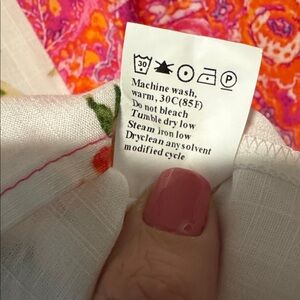 30 P
Machine wash,
warm, 30C(85F)
Do not bleach
Tumble dry low
Steam iron low
Dryclean any solvent
modified cycle